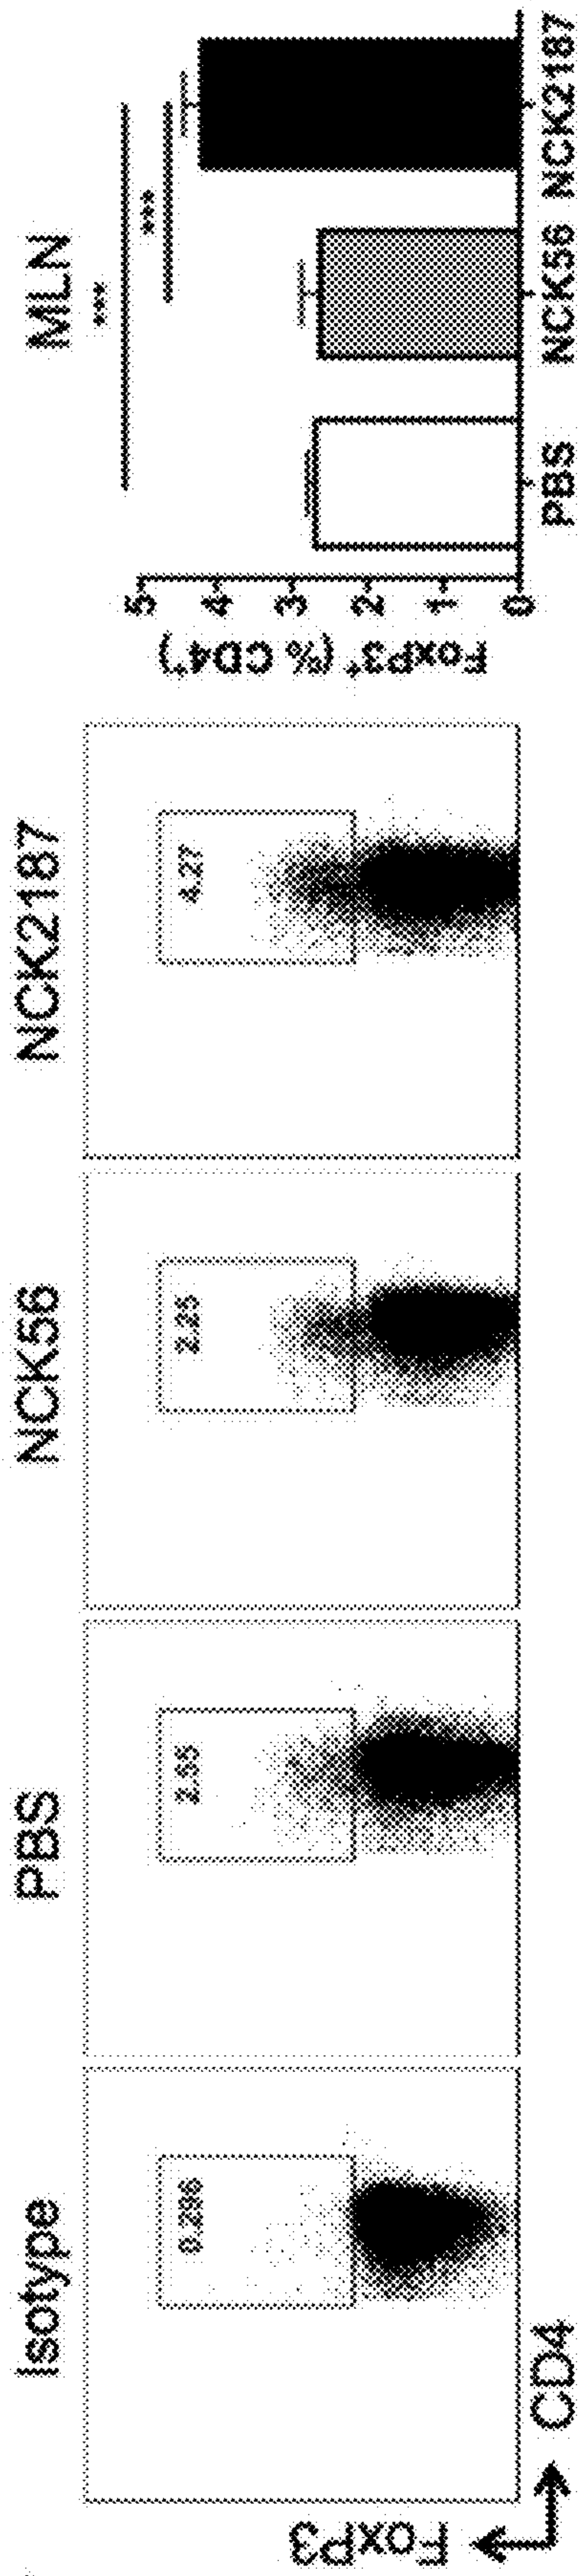 Isotype
PBS
NCK56
NCK2187
0.296
2.55
2.25
4.27
FoxP3
CD4
MLN
***
***
FoxP3⁺ (% CD4⁺)
5
4
3
2
1
0
PBS
NCK56
NCK2187